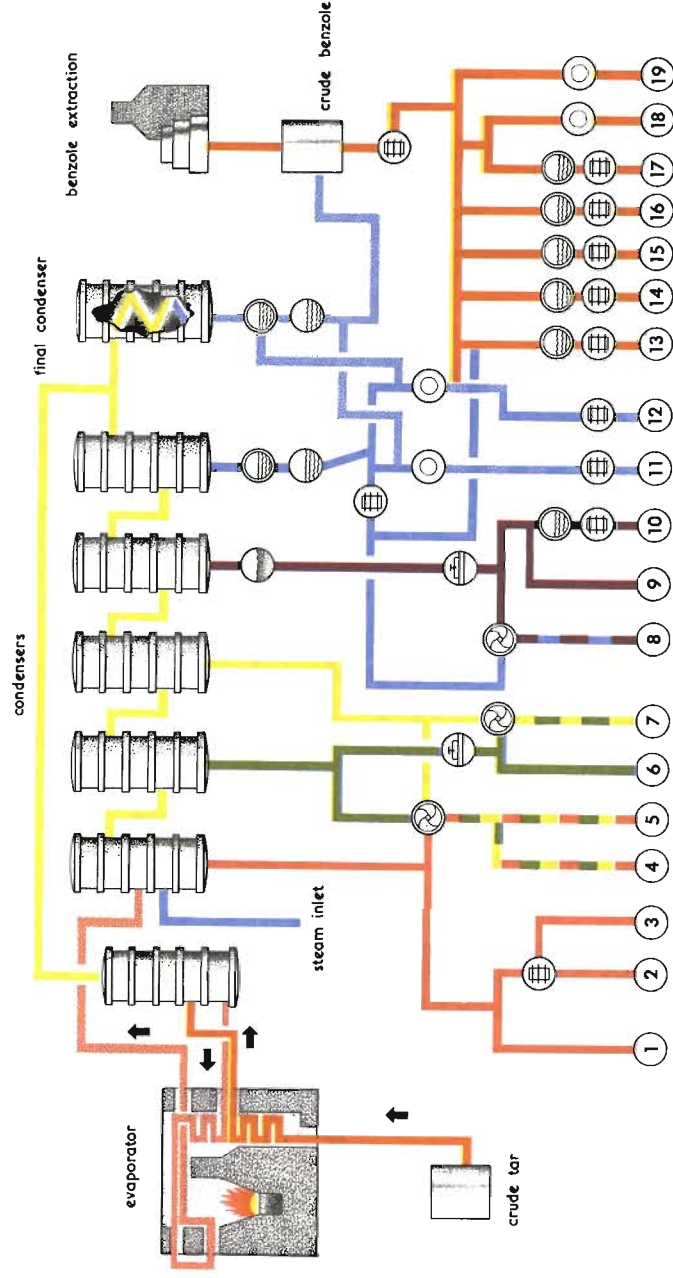 evaporator
condensers
final condenser
benzole extraction
crude benzole
steam inlet
crude tar
1
2
3
4
5
6
7
8
9
10
11
12
13
14
15
16
17
18
19